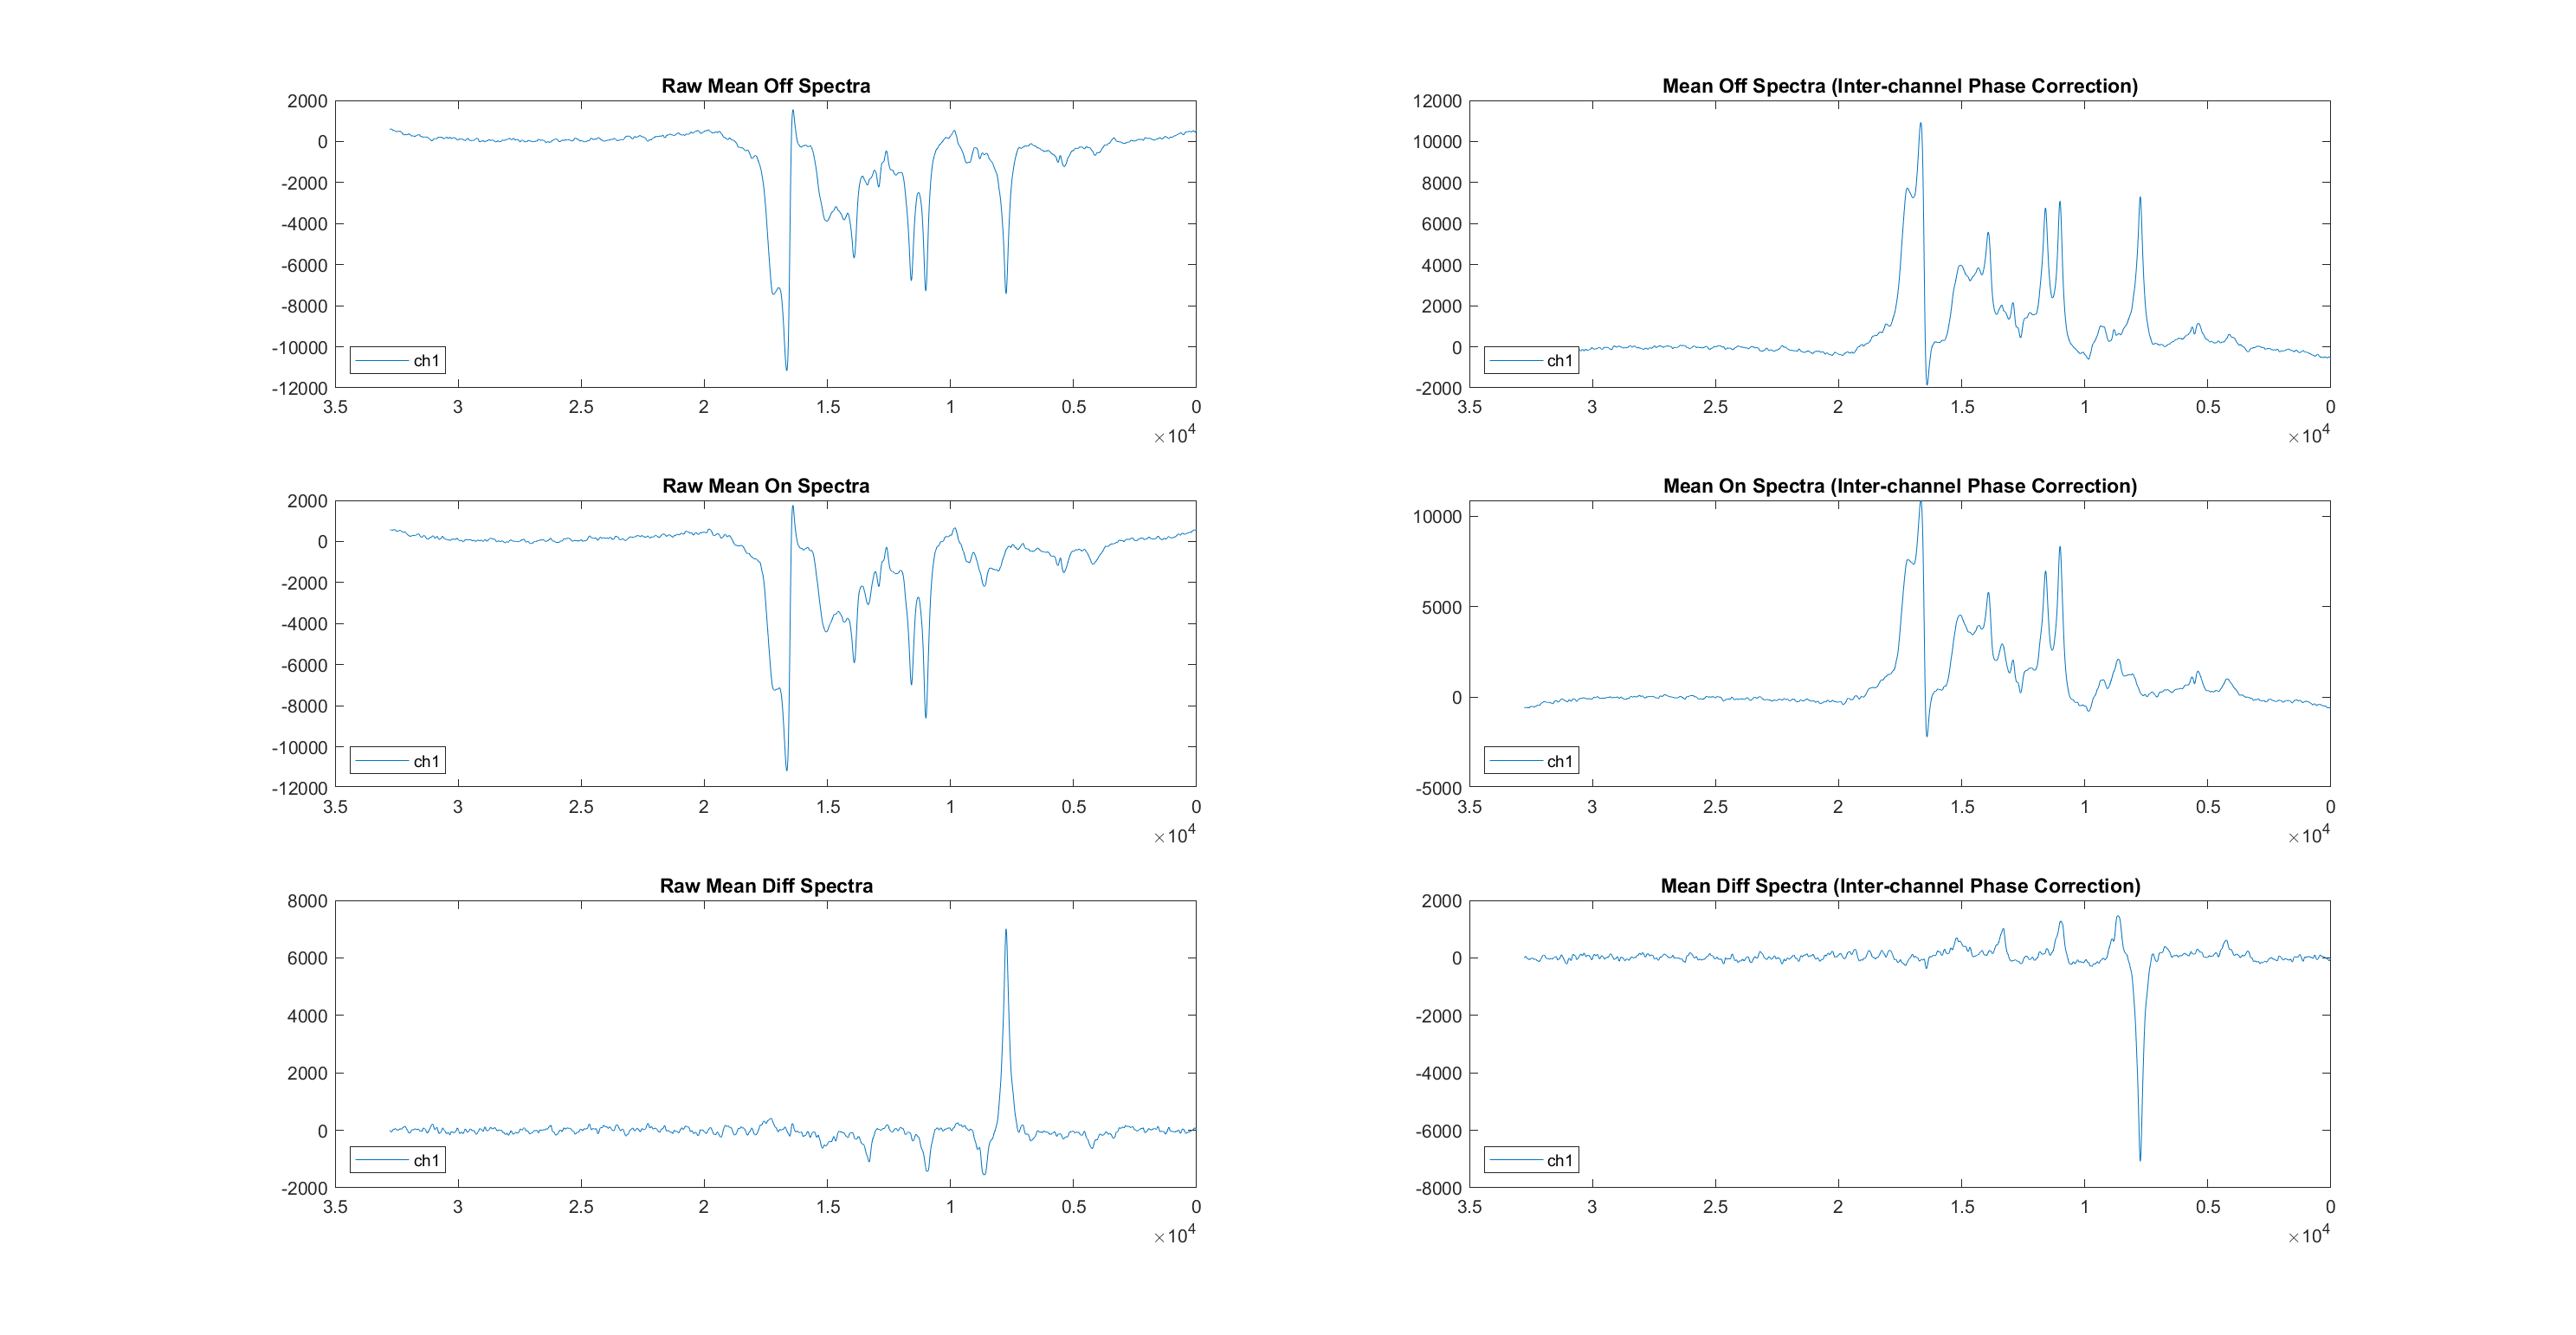 Raw Mean Off Spectra
2000
0
-2000
-4000
-6000
-8000
-10000
-12000
ch1
3.5 3 2.5 2 1.5 1 0.5 0
×10^4
Mean Off Spectra (Inter-channel Phase Correction)
12000
10000
8000
6000
4000
2000
0
-2000
ch1
3.5 3 2.5 2 1.5 1 0.5 0
×10^4
Raw Mean On Spectra
2000
0
-2000
-4000
-6000
-8000
-10000
-12000
ch1
3.5 3 2.5 2 1.5 1 0.5 0
×10^4
Mean On Spectra (Inter-channel Phase Correction)
10000
5000
0
-5000
ch1
3.5 3 2.5 2 1.5 1 0.5 0
×10^4
Raw Mean Diff Spectra
8000
6000
4000
2000
0
-2000
ch1
3.5 3 2.5 2 1.5 1 0.5 0
×10^4
Mean Diff Spectra (Inter-channel Phase Correction)
2000
0
-2000
-4000
-6000
-8000
ch1
3.5 3 2.5 2 1.5 1 0.5 0
×10^4